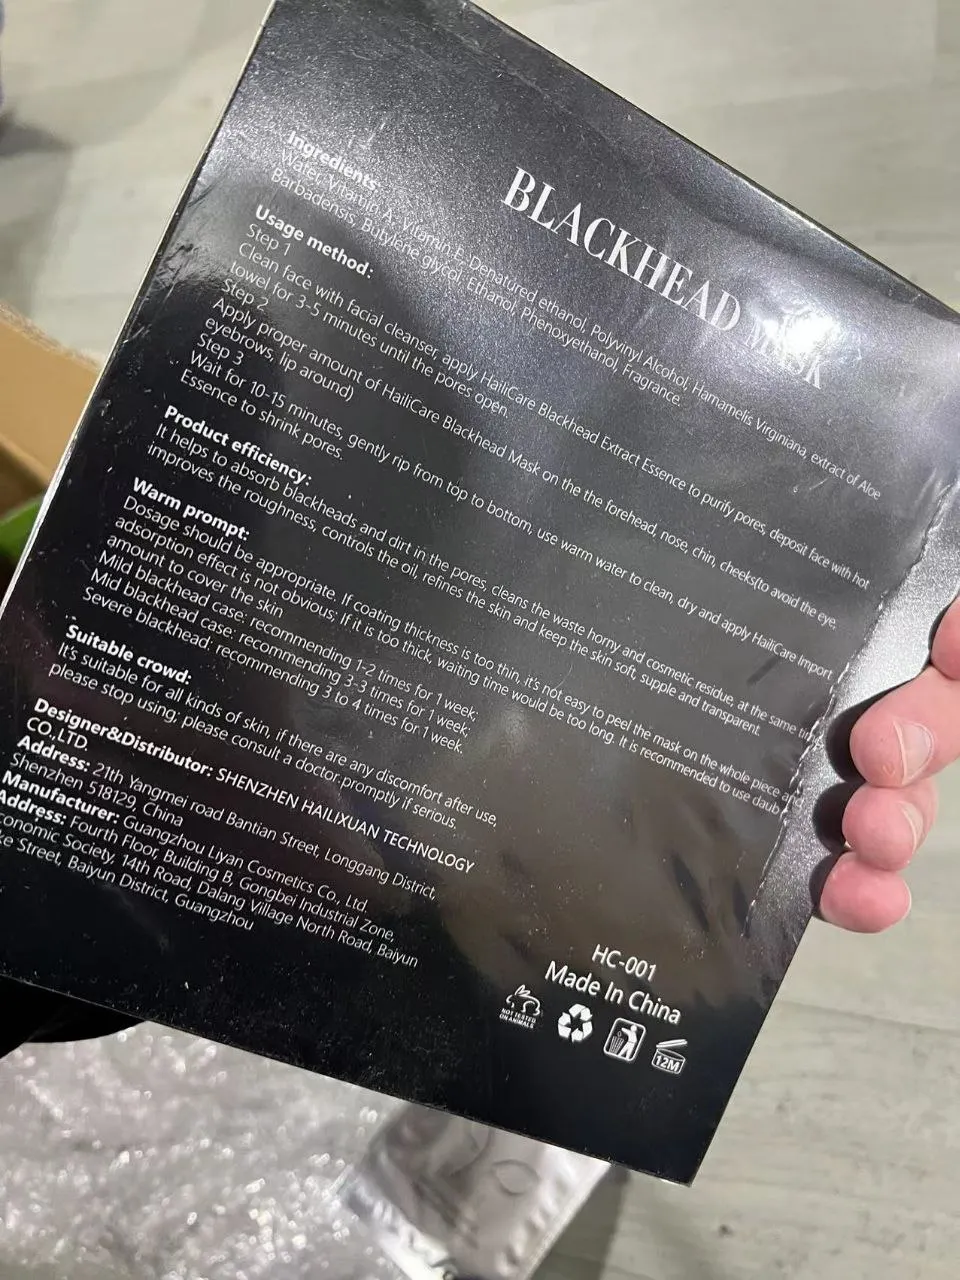 BLACKHEAD MASK
Ingredients:
Water, Vitamin A, Vitamin E, Denatured ethanol, Polyvinyl Alcohol, Hamamelis Virginiana, extract of Aloe
Barbadensis, Butylene glycol, Ethanol, Phenoxyethanol, Fragrance.
Usage method:
Step 1
Clean face with facial cleanser, apply HailiCare Blackhead Extract Essence to purify pores, deposit face with hot
towel for 3~5 minutes until the pores open.
Step 2
Apply proper amount of HailiCare Blackhead Mask on the the forehead, nose, chin, cheeks(to avoid the eye,
eyebrows, lip around)
Step 3
Wait for 10-15 minutes, gently rip from top to bottom, use warm water to clean, dry and apply HailiCare Import
Essence to shrink pores.
Product efficiency:
It helps to absorb blackheads and dirt in the pores, cleans the waste horny and cosmetic residue, at the same
improves the roughness, controls the oil, refines the skin and keep the skin soft, supple and transparent.
Warm prompt:
Dosage should be appropriate. If coating thickness is too thin, it's not easy to peel the mask on the whole piece
adsorption effect is not obvious; If it is too thick, waiting time would be too long. It is recommended to use daub
amount to cover the skin
Mild blackhead case: recommending 1-2 times for 1 week;
Mid blackhead case: recommending 3-3 times for 1 week;
Severe blackhead: recommending 3 to 4 times for 1 week.
Suitable crowd:
It's suitable for all kinds of skin, if there are any discomfort after use,
please stop using; please consult a doctor promptly if serious.
Designer&Distributor: SHENZHEN HAILIXUAN TECHNOLOGY
CO.,LTD.
Address: 21th Yangmei road Bantian Street, Longgang District,
Shenzhen 518129, China
Manufacturer: Guangzhou Liyan Cosmetics Co., Ltd.
Address: Fourth Floor, Building B, Gongbei Industrial Zone,
conomic Society, 14th Road, Dalang Village North Road, Baiyun
ke Street, Baiyun District, Guangzhou
HC-001
Made In China
NOT TESTED
ON ANIMALS
12M